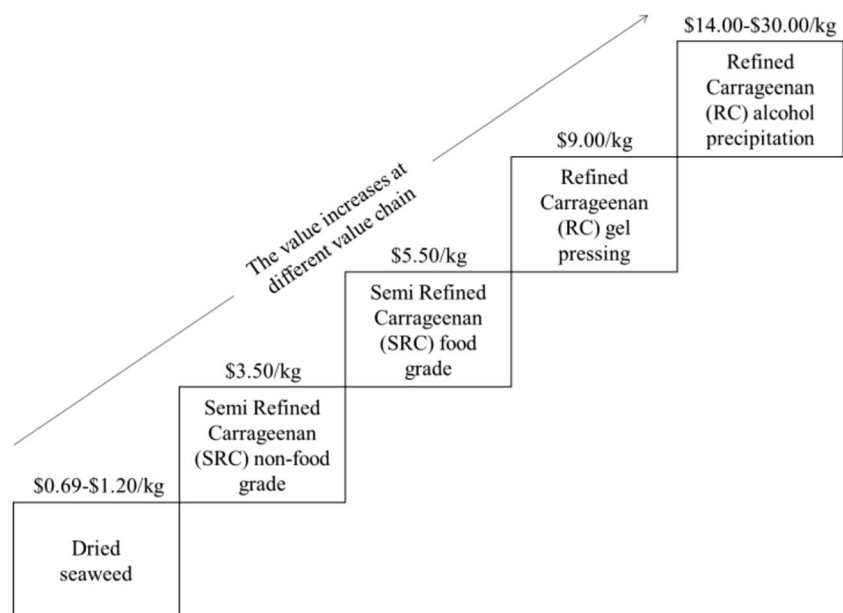 $14.00-$30.00/kg
Refined
Carrageenan
(RC) alcohol
precipitation
$9.00/kg
Refined
Carrageenan
(RC) gel
pressing
The value increases at
different value chain
$5.50/kg
Semi Refined
Carrageenan
(SRC) food
grade
$3.50/kg
Semi Refined
Carrageenan
(SRC) non-food
grade
$0.69-$1.20/kg
Dried
seaweed